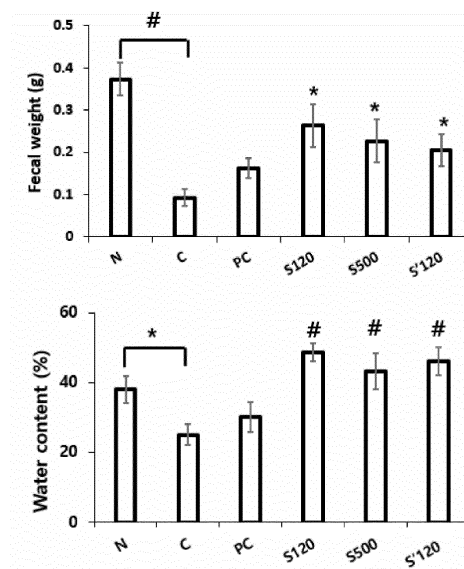 #
0.5
0.4
0.3
0.2
0.1
0
Fecal weight (g)
* * *
N C PC S120 S500 S'120
60
40
20
0
Water content (%)
* # # #
N C PC S120 S500 S'120